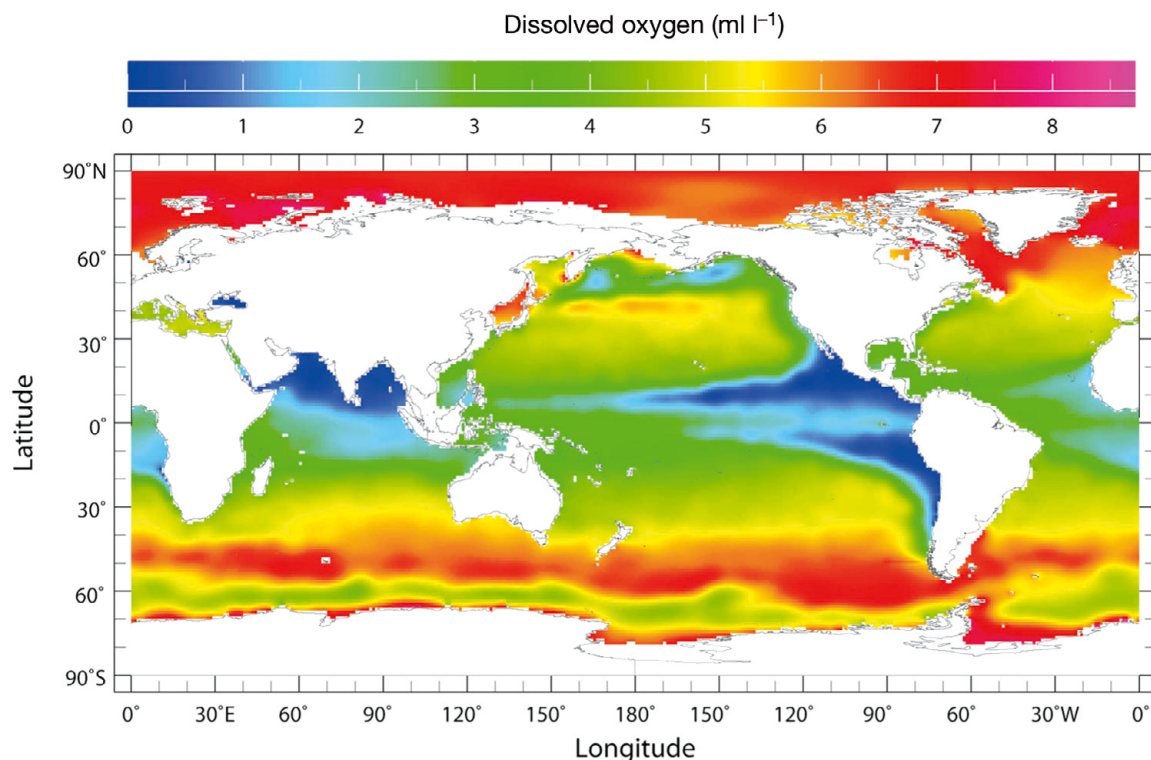 Dissolved oxygen (ml l⁻¹)
0 1 2 3 4 5 6 7 8
90˚N
60˚
30˚
0˚
30˚
60˚
90˚S
Latitude
0˚ 30˚E 60˚ 90˚ 120˚ 150˚ 180˚ 150˚ 120˚ 90˚ 60˚ 30˚W 0˚
Longitude